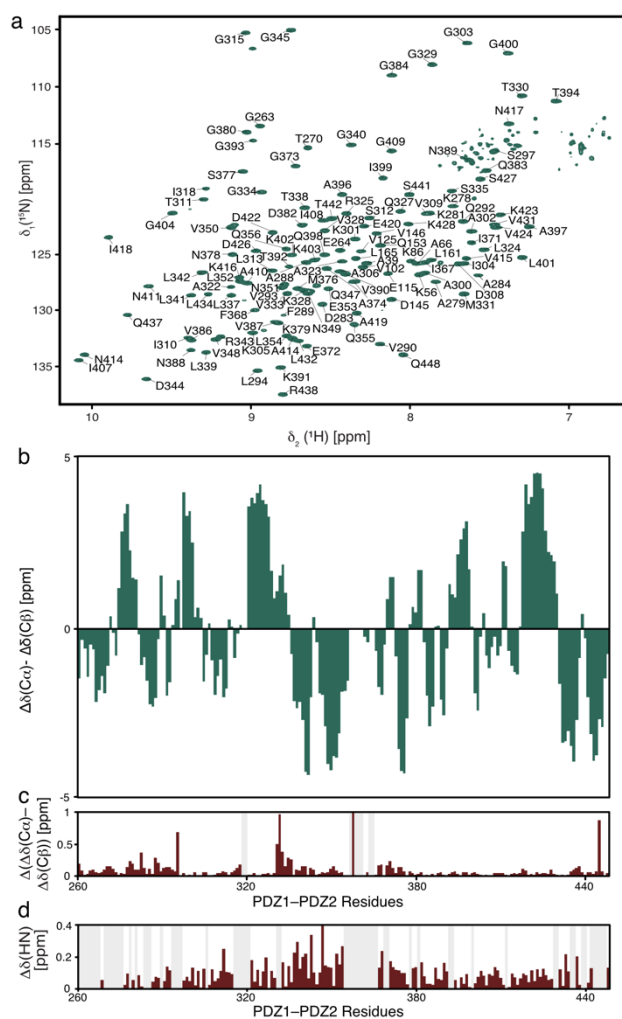 a
105
110
115
120
125
130
135
δ₁(¹⁵N) [ppm]
G315
G345
G303
G329
G400
G384
T330
T394
N417
G263
G380
G393
T270
G340
G409
N389
S297
Q383
S427
G373
I399
S377
I318
T311
G334
A396
S441
S335
K278
T338
R325
Q327
V309
Q292
K423
G404
D422
D382
I408
T442
S312
K281
A302
V431
V350
Q356
K402
Q398
K301
V328
E420
V146
K428
V424
A397
I418
D426
T392
K403
E264
V125
Q153
I371
N378
L313
L165
A66
L324
L342
K416
A410
A323
A39
K86
L161
V415
L401
L352
A288
M376
A306
V102
I367
I304
N411
A322
N351
V390
E115
A300
A284
L341
L434
L337
V293
K328
Q347
A374
K56
D308
V333
F289
E353
D145
A279
M331
Q437
F368
D283
V386
V387
K379
N349
A419
I310
R343
L354
Q355
N414
N388
V348
K305
A414
E372
V290
I407
L339
L432
Q448
D344
L294
K391
R438
10
9
8
7
δ₂ (¹H) [ppm]
b
5
0
-5
Δδ(Cα)- Δδ(Cβ) [ppm]
c
Δ(Δδ(Cα)–
Δδ(Cβ)) [ppm]
1
0.5
0
260
320
380
440
PDZ1–PDZ2 Residues
d
Δδ(HN)
[ppm]
0.4
0.2
0
260
320
380
440
PDZ1–PDZ2 Residues